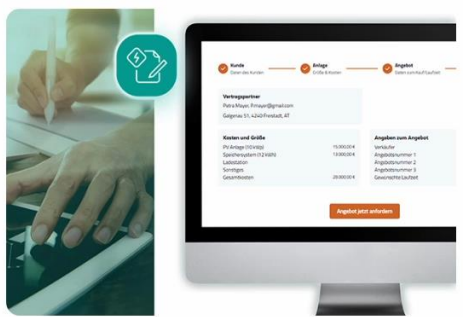 Kunde
Daten des Kunden
Anlage
Größe & Kosten
Angebot
Daten zum Kauf/Laufzeit
Vertragspartner
Petra Mayer, P.mayer@gmail.com
Galgenau 51, 4240 Freistadt, AT
Kosten und Größe
PV Anlage (10 kWp) 15.000,00 €
Speichersystem (12 kWh) 13.000,00 €
Ladestation
Sonstiges
Gesamtkosten 28.000,00 €
Angaben zum Angebot
Verkäufer
Angebotsnummer 1
Angebotsnummer 2
Angebotsnummer 3
Gewünschte Laufzeit
Angebot jetzt anfordern